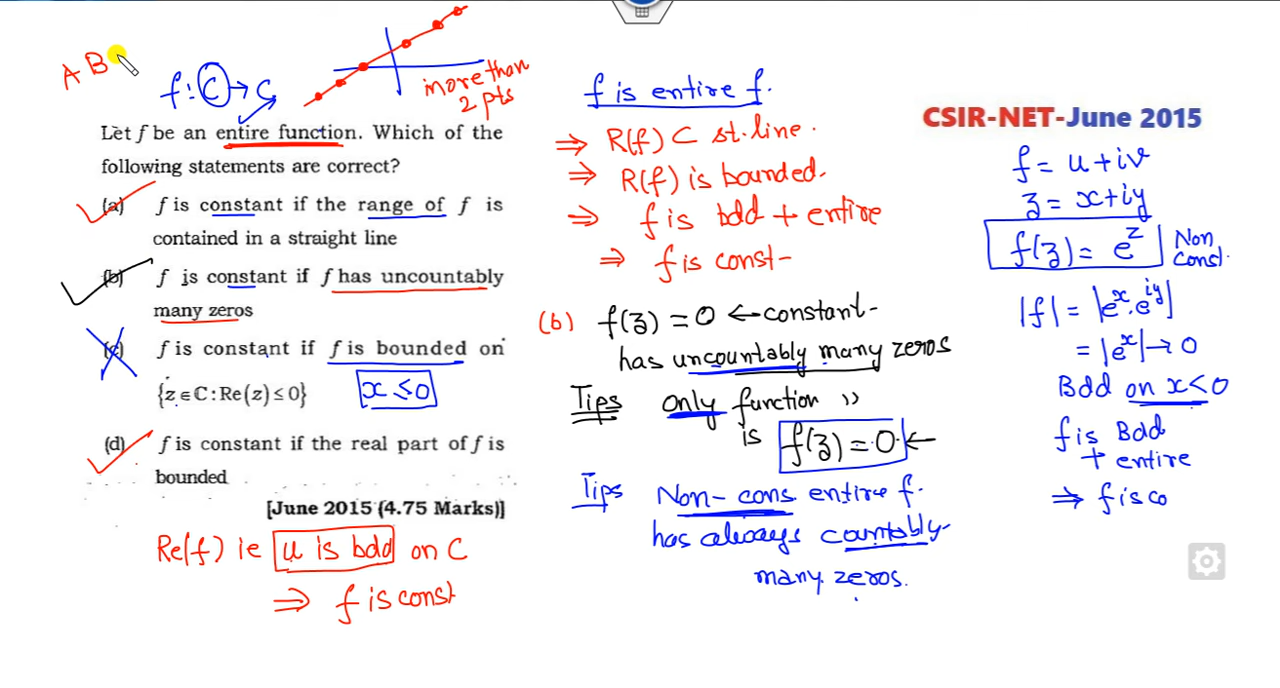 A B
f : C → C
more than
2 pts
Let f be an entire function. Which of the
following statements are correct?
(a) f is constant if the range of f is
contained in a straight line
(b) f is constant if f has uncountably
many zeros
(c) f is constant if f is bounded on
{z ∈ C : Re(z) ≤ 0} x ≤ 0
(d) f is constant if the real part of f is
bounded
[June 2015 (4.75 Marks)]
Re(f) ie u is bdd on C
⇒ f is const
f is entire f.
⇒ R(f) ⊂ st. line.
⇒ R(f) is bounded.
⇒ f is bdd + entire
⇒ f is const-
(b) f(z) = 0 ← constant-
has uncountably many zeros
Tips only function ''
is f(z) = 0. ←
Tips Non-cons. entire f.
has always countably-
many zeros.
CSIR-NET-June 2015
f = u + iv
z = x + iy
f(z) = e^z Non
Const.
|f| = |e^x. e^iy|
= |e^x| → 0
Bdd on x < 0
f is Bdd
+ entire
⇒ f is co